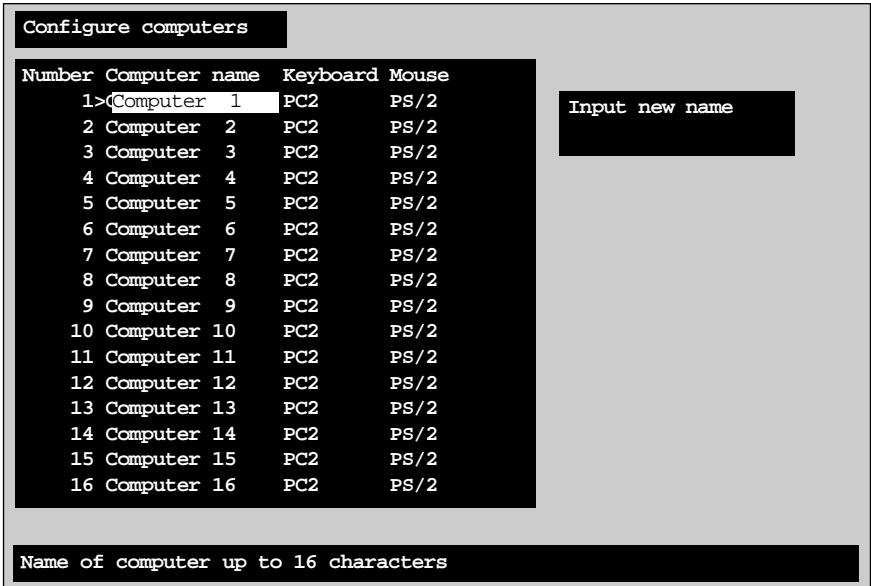 Configure computers
Number Computer name Keyboard Mouse
1>Computer 1 PC2 PS/2
2 Computer 2 PC2 PS/2
3 Computer 3 PC2 PS/2
4 Computer 4 PC2 PS/2
5 Computer 5 PC2 PS/2
6 Computer 6 PC2 PS/2
7 Computer 7 PC2 PS/2
8 Computer 8 PC2 PS/2
9 Computer 9 PC2 PS/2
10 Computer 10 PC2 PS/2
11 Computer 11 PC2 PS/2
12 Computer 12 PC2 PS/2
13 Computer 13 PC2 PS/2
14 Computer 14 PC2 PS/2
15 Computer 15 PC2 PS/2
16 Computer 16 PC2 PS/2
Input new name
Name of computer up to 16 characters